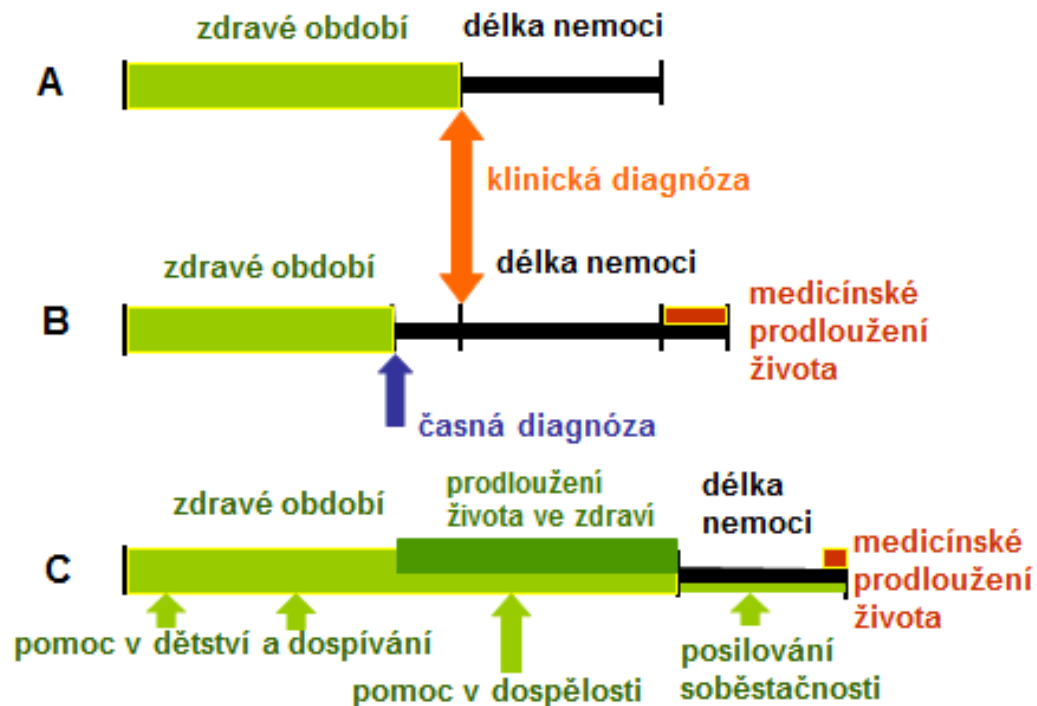 zdravé období
délka nemoci
A
klinická diagnóza
zdravé období
délka nemoci
B
medicínské
prodloužení
života
časná diagnóza
zdravé období
prodloužení
života ve zdraví
délka
nemoci
C
medicínské
prodloužení
života
pomoc v dětství a dospívání
pomoc v dospělosti
posilování
soběstačnosti